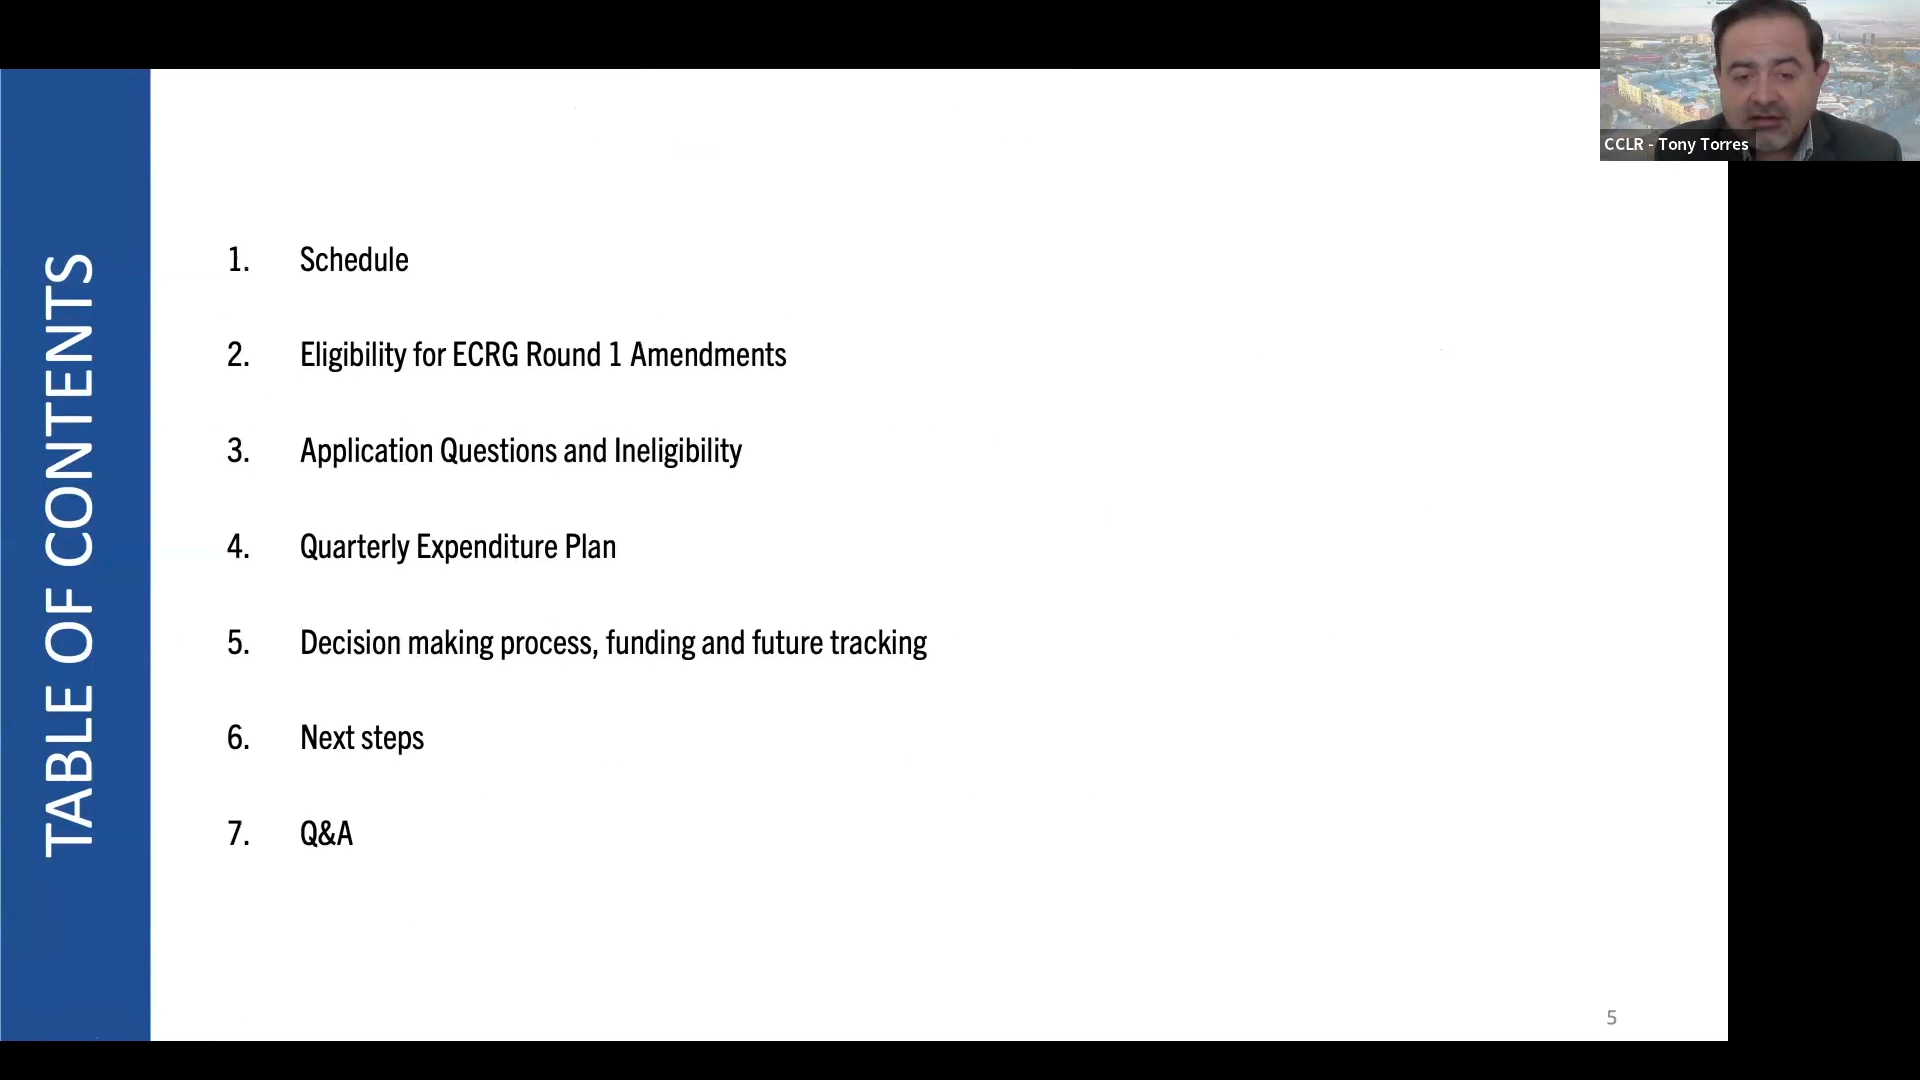 CCLR - Tony Torres
TABLE OF CONTENTS
1. Schedule
2. Eligibility for ECRG Round 1 Amendments
3. Application Questions and Ineligibility
4. Quarterly Expenditure Plan
5. Decision making process, funding and future tracking
6. Next steps
7. Q&A
5